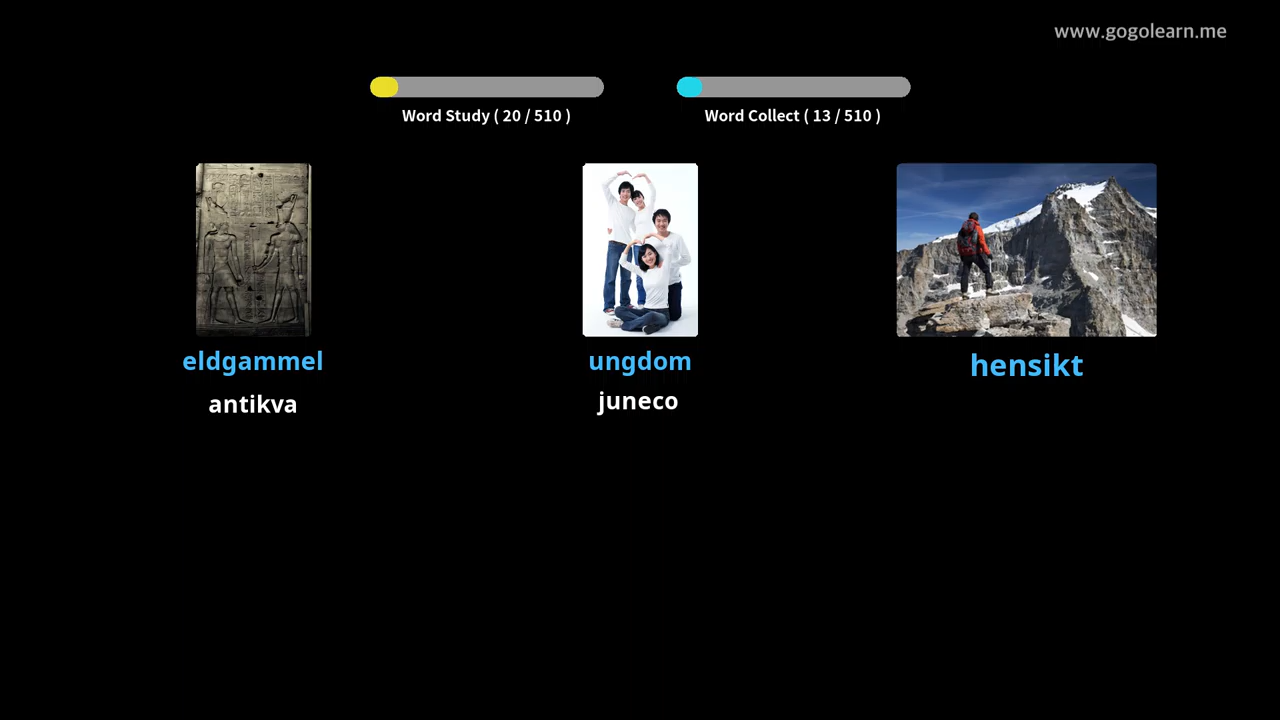 www.gogolearn.me
Word Study ( 20 / 510 )
Word Collect ( 13 / 510 )
eldgammel
antikva
ungdom
juneco
hensikt